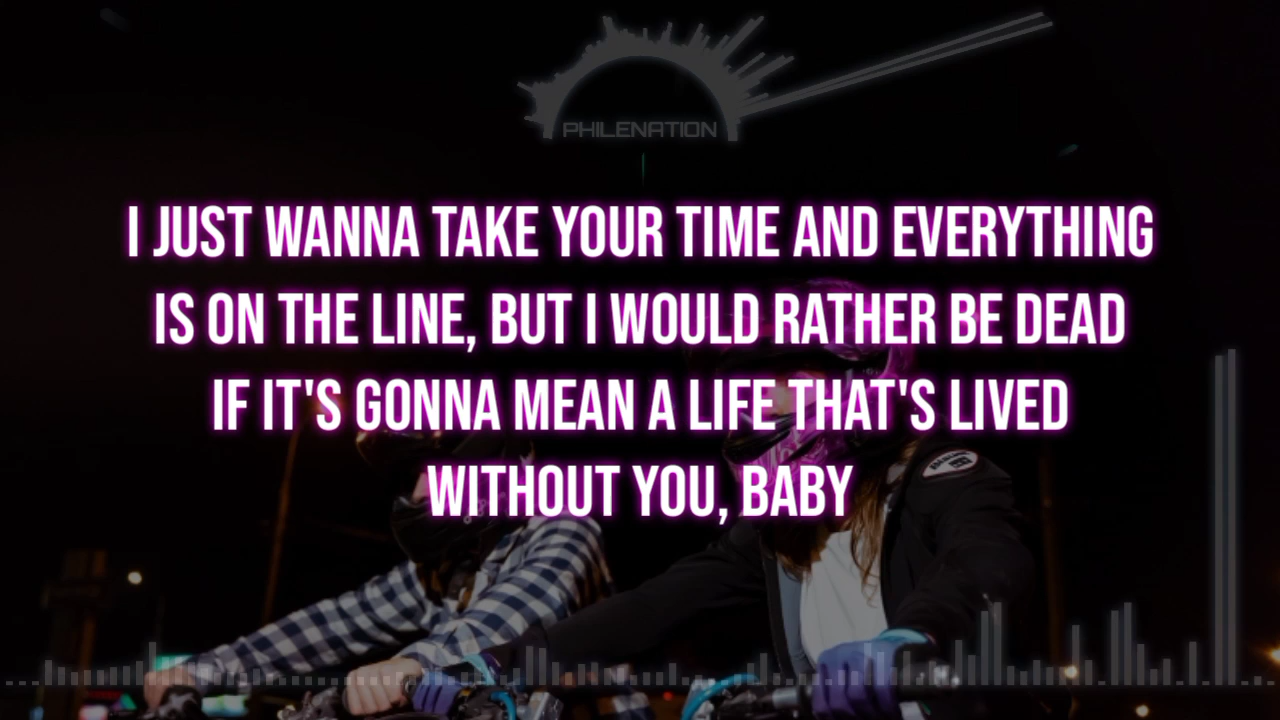 PHILENATION
I JUST WANNA TAKE YOUR TIME AND EVERYTHING
IS ON THE LINE, BUT I WOULD RATHER BE DEAD
IF IT'S GONNA MEAN A LIFE THAT'S LIVED
WITHOUT YOU, BABY